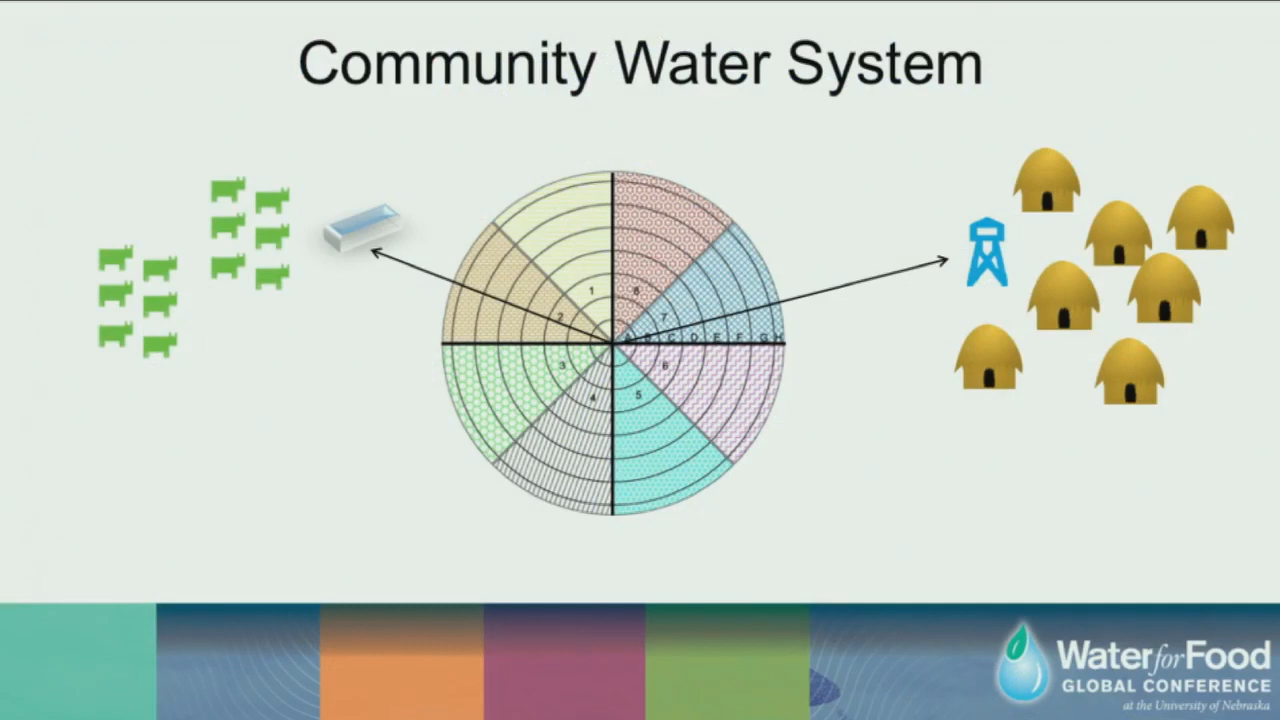 Community Water System
1 8
2 7
A B C D E F G H
3 6
4 5
Water for Food
GLOBAL CONFERENCE
at the University of Nebraska